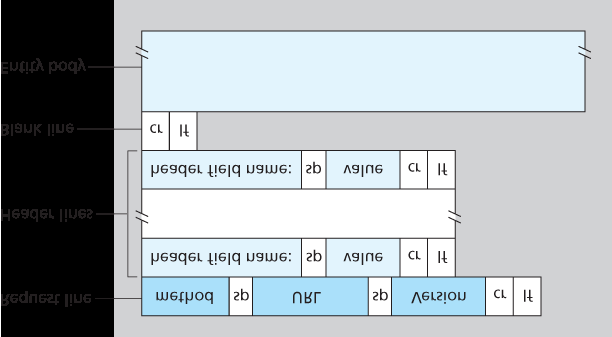 Request line method sp URL sp Version cr lf
header field name: sp value cr lf
Header lines
header field name: sp value cr lf
Blank line cr lf
Entity body